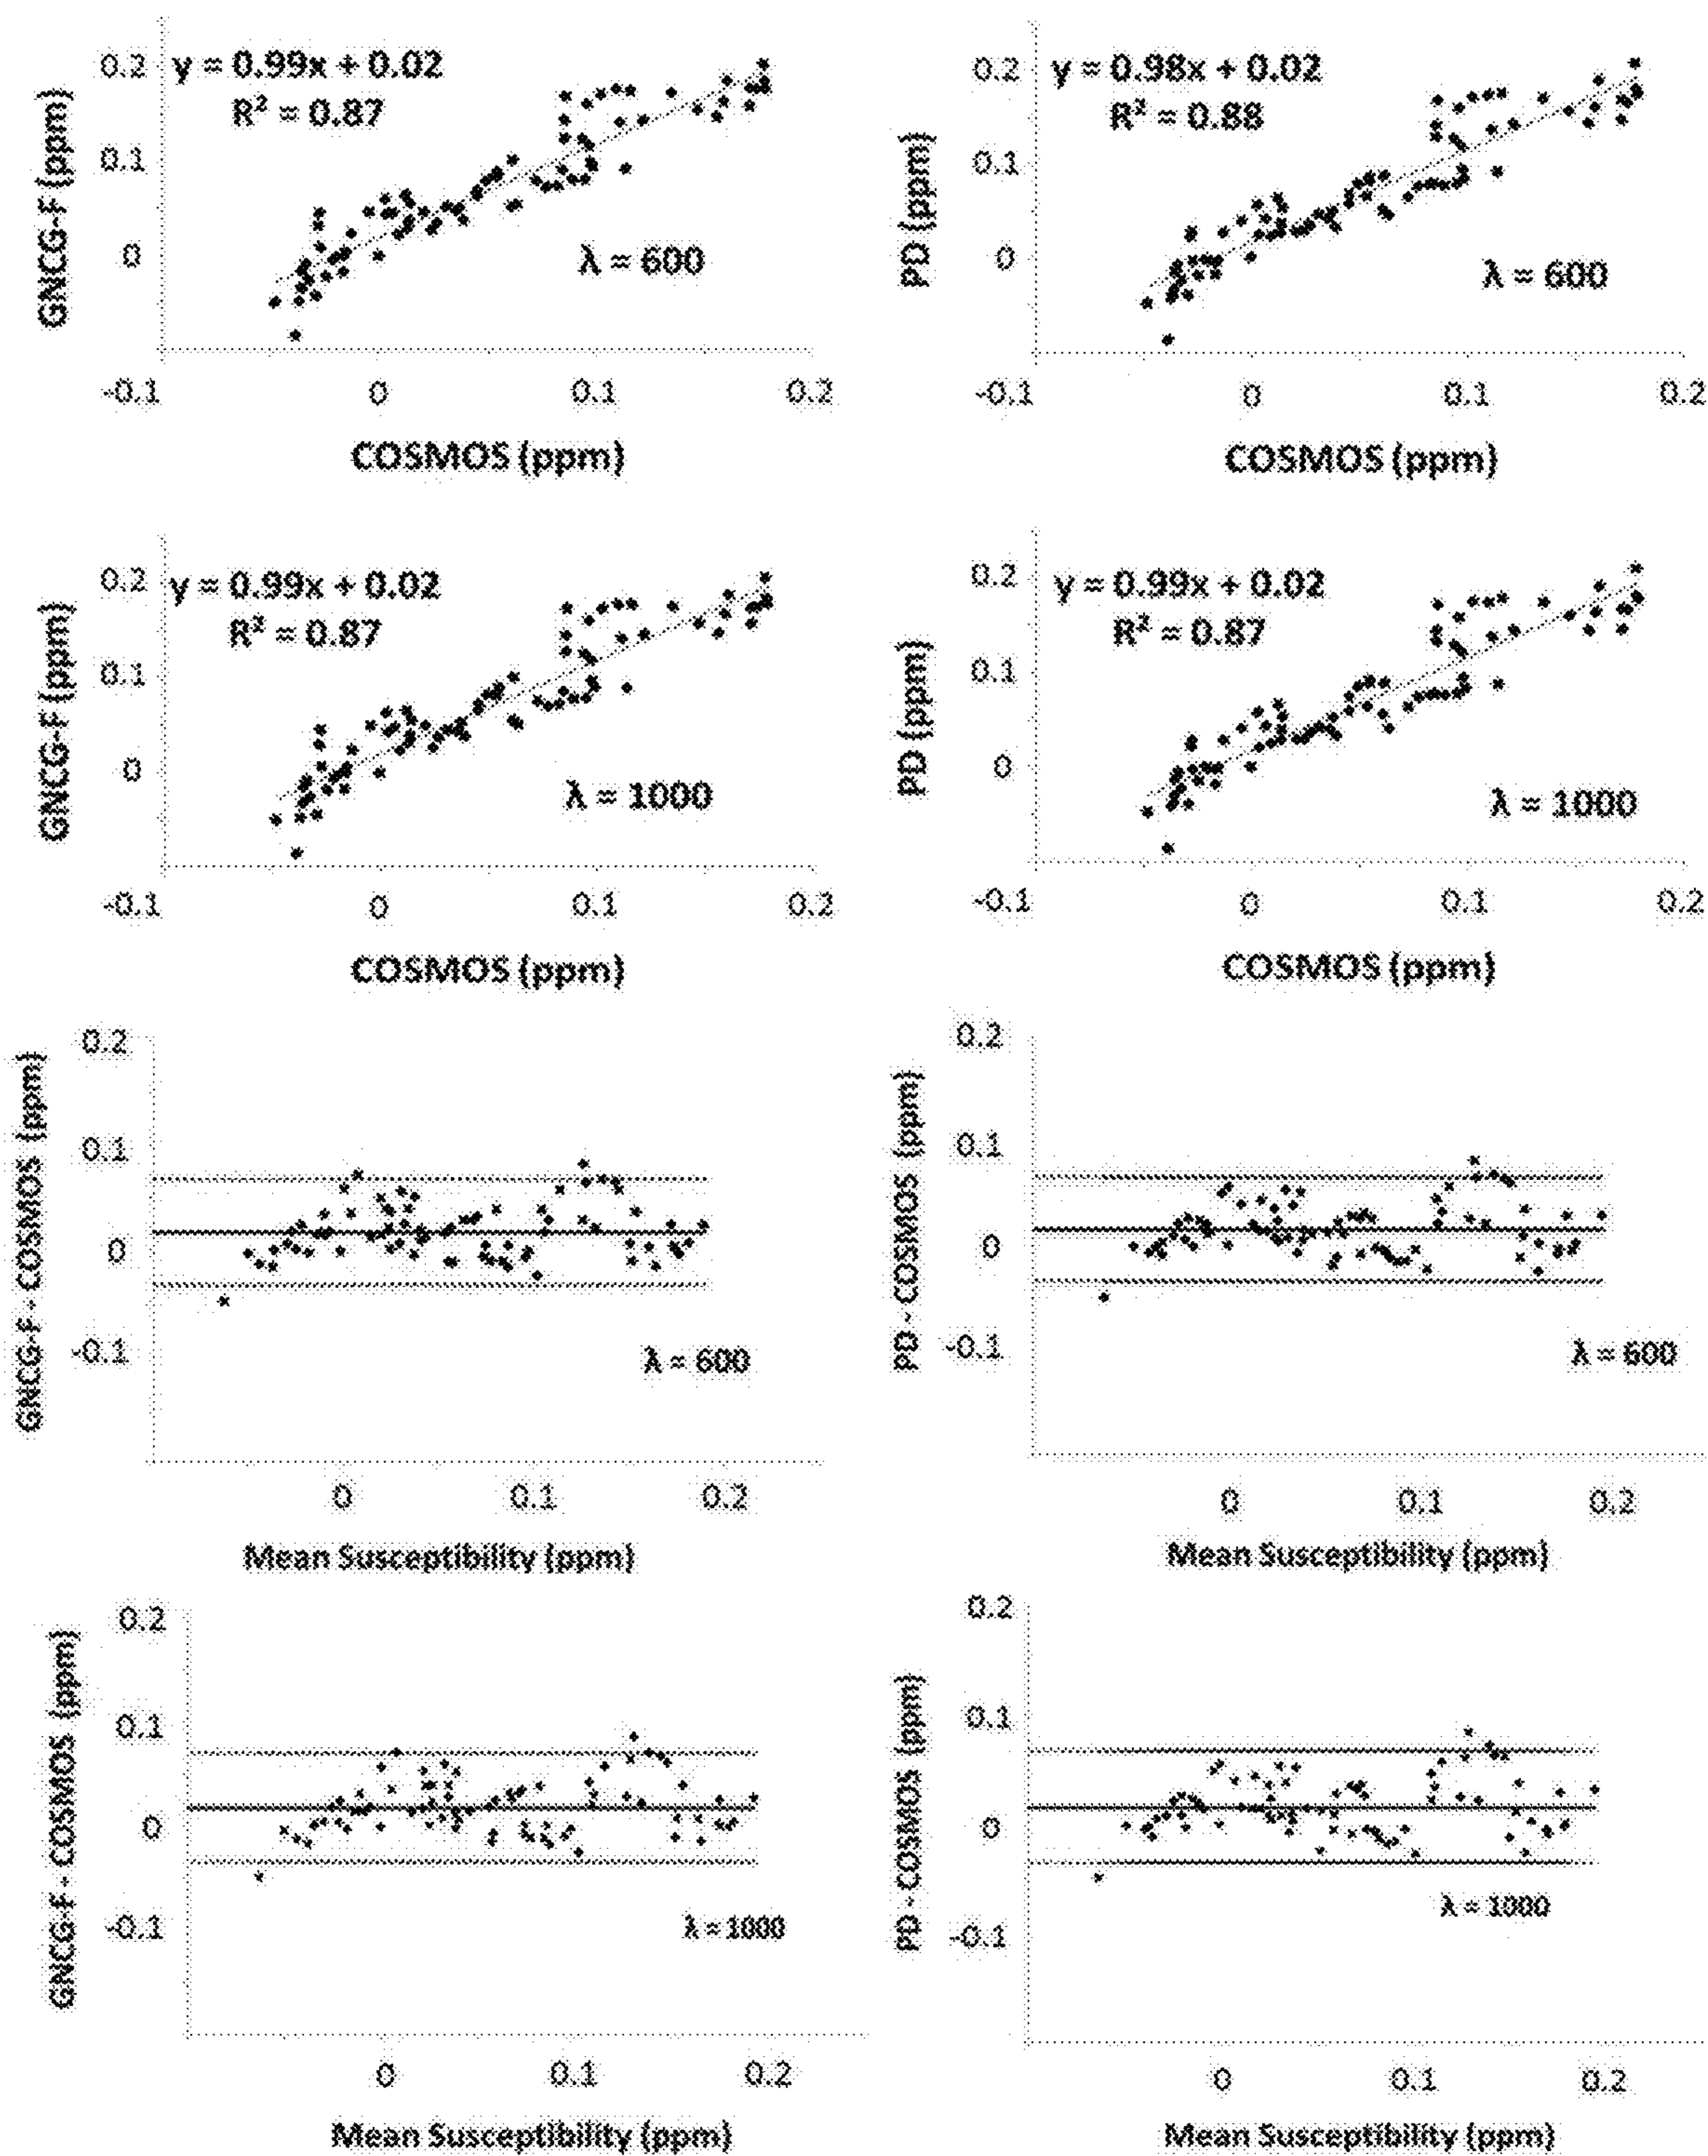 GNCG-F (ppm)
0.2
0.1
0
y = 0.99x + 0.02
R² = 0.87
λ = 600
-0.1 0 0.1 0.2
COSMOS (ppm)
PD (ppm)
0.2
0.1
0
y = 0.98x + 0.02
R² = 0.88
λ = 600
-0.1 0 0.1 0.2
COSMOS (ppm)
GNCG-F (ppm)
0.2
0.1
0
y = 0.99x + 0.02
R² = 0.87
λ = 1000
-0.1 0 0.1 0.2
COSMOS (ppm)
PD (ppm)
0.2
0.1
0
y = 0.99x + 0.02
R² = 0.87
λ = 1000
-0.1 0 0.1 0.2
COSMOS (ppm)
GNCG-F - COSMOS (ppm)
0.2
0.1
0
-0.1
λ = 600
0 0.1 0.2
Mean Susceptibility (ppm)
PD - COSMOS (ppm)
0.2
0.1
0
-0.1
λ = 600
0 0.1 0.2
Mean Susceptibility (ppm)
GNCG-F - COSMOS (ppm)
0.2
0.1
0
-0.1
λ = 1000
0 0.1 0.2
Mean Susceptibility (ppm)
PD - COSMOS (ppm)
0.2
0.1
0
-0.1
λ = 1000
0 0.1 0.2
Mean Susceptibility (ppm)